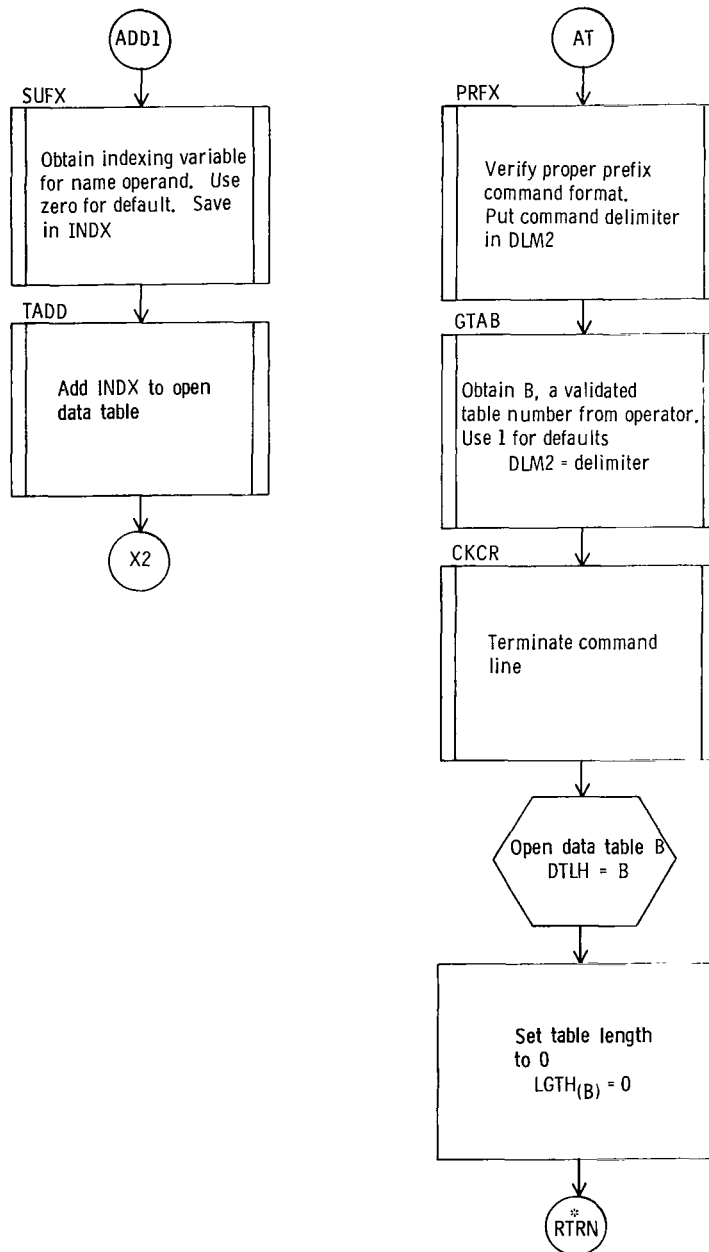 ADD1
SUFX
Obtain indexing variable
for name operand. Use
zero for default. Save
in INDX
TADD
Add INDX to open
data table
X2
AT
PRFX
Verify proper prefix
command format.
Put command delimiter
in DLM2
GTAB
Obtain B, a validated
table number from operator.
Use 1 for defaults
DLM2 = delimiter
CKCR
Terminate command
line
Open data table B
DTLH = B
Set table length
to 0
LGTH(B) = 0
*
RTRN